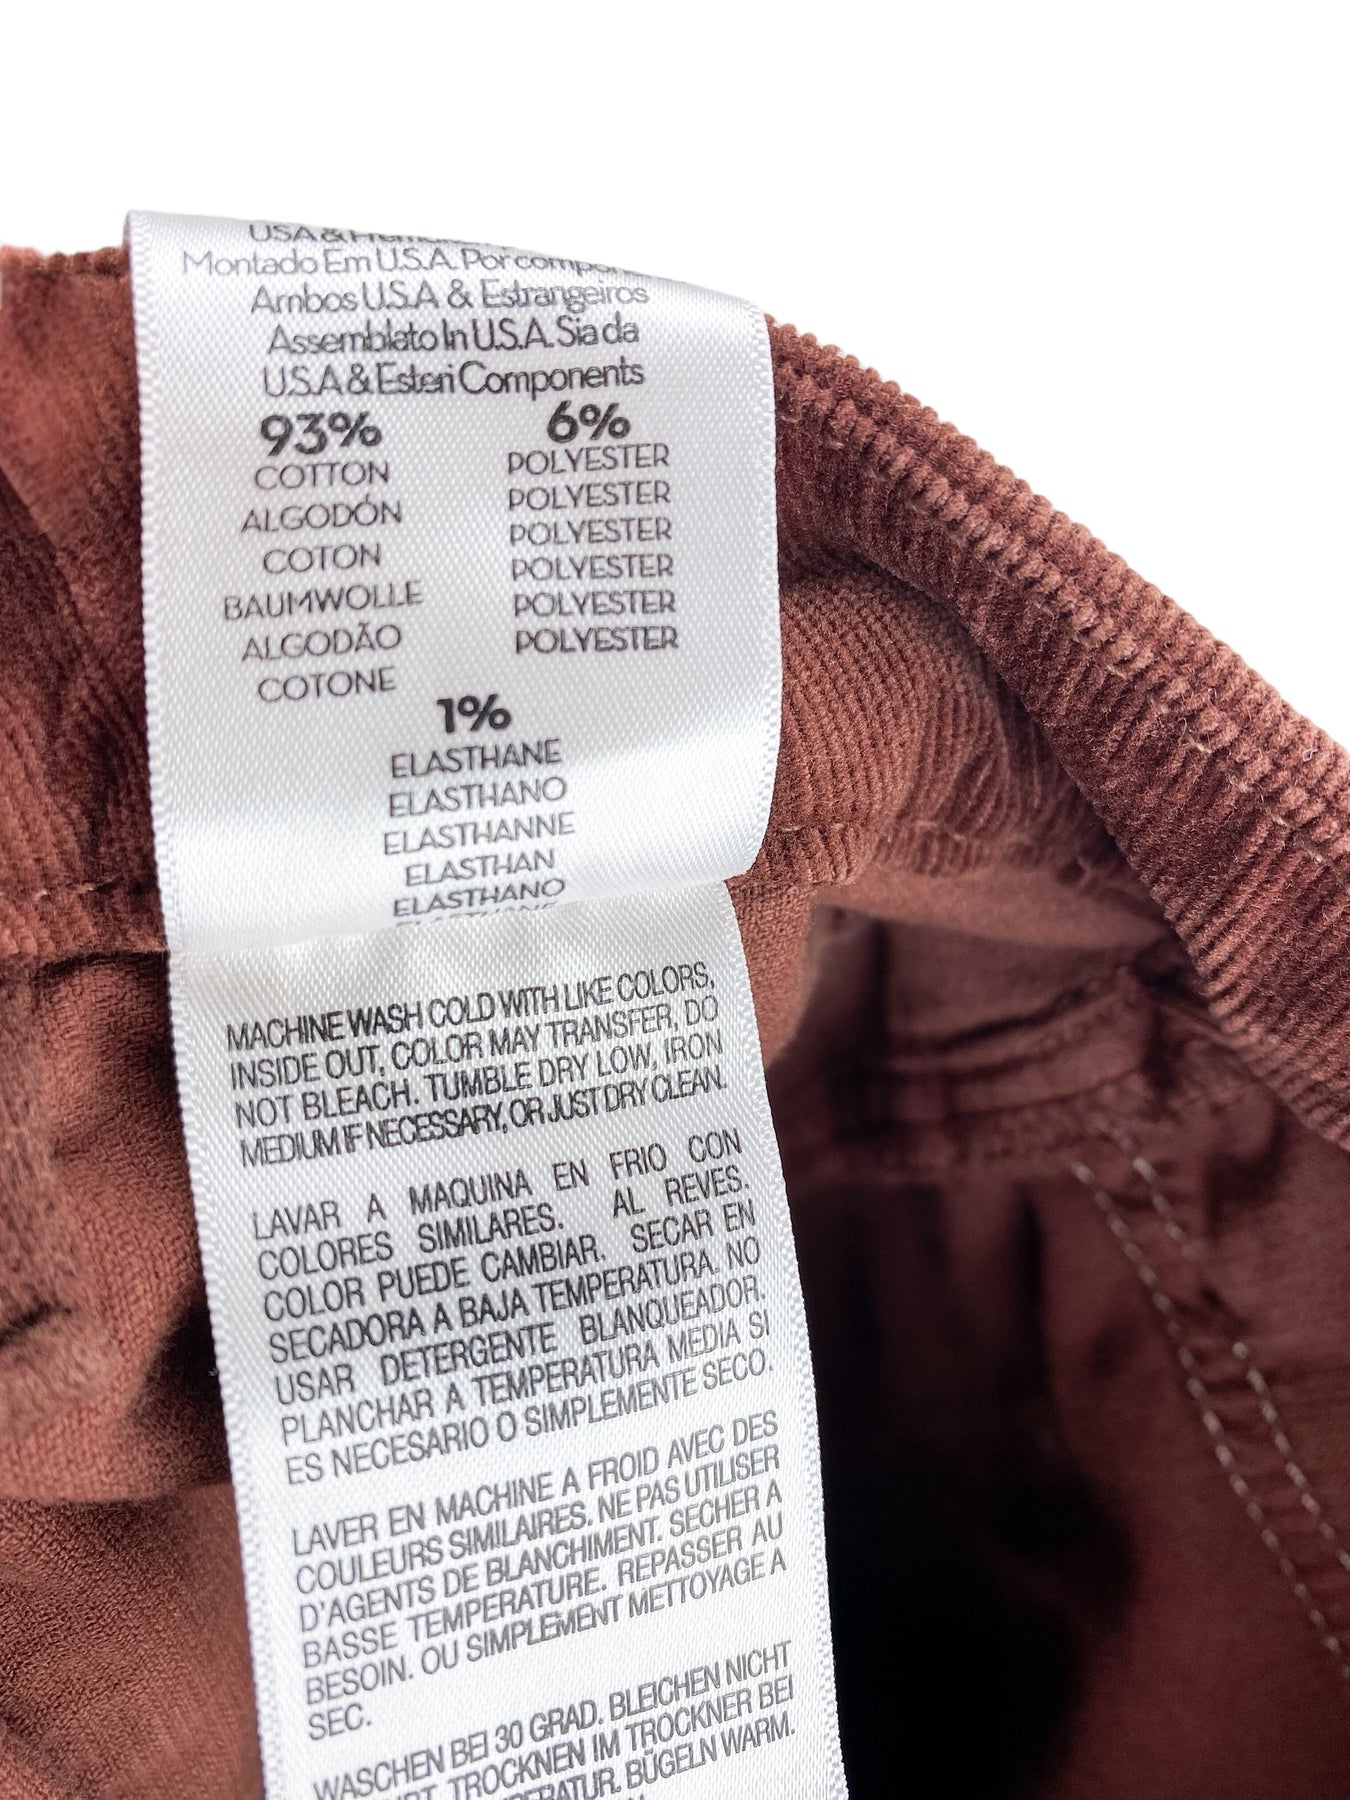 USA &
Montado Em U.S.A. Por
Ambos U.S.A & Estrangeiros
Assemblato In U.S.A. Sia da
U.S.A & Esteri Components
93%
COTTON
ALGODÓN
COTON
BAUMWOLLE
ALGODÃO
COTONE
6%
POLYESTER
POLYESTER
POLYESTER
POLYESTER
POLYESTER
POLYESTER
1%
ELASTHANE
ELASTHANO
ELASTHANNE
ELASTHAN
ELASTHANO
MACHINE WASH COLD WITH LIKE COLORS,
INSIDE OUT, COLOR MAY TRANSFER, DO
NOT BLEACH. TUMBLE DRY LOW, IRON
MEDIUM IF NECESSARY, OR JUST DRY CLEAN.
LAVAR A MAQUINA EN FRIO CON
COLORES SIMILARES. AL REVES.
COLOR PUEDE CAMBIAR. SECAR EN
SECADORA A BAJA TEMPERATURA. NO
USAR DETERGENTE BLANQUEADOR.
PLANCHAR A TEMPERATURA MEDIA SI
ES NECESARIO O SIMPLEMENTE SECO.
LAVER EN MACHINE A FROID AVEC DES
COULEURS SIMILAIRES. NE PAS UTILISER
D'AGENTS DE BLANCHIMENT. SECHER A
BASSE TEMPERATURE. REPASSER AU
BESOIN. OU SIMPLEMENT METTOYAGE A
SEC.
WASCHEN BEI 30 GRAD. BLEICHEN NICHT
TROCKNEN IM TROCKNER BEI
BÜGELN WARM.